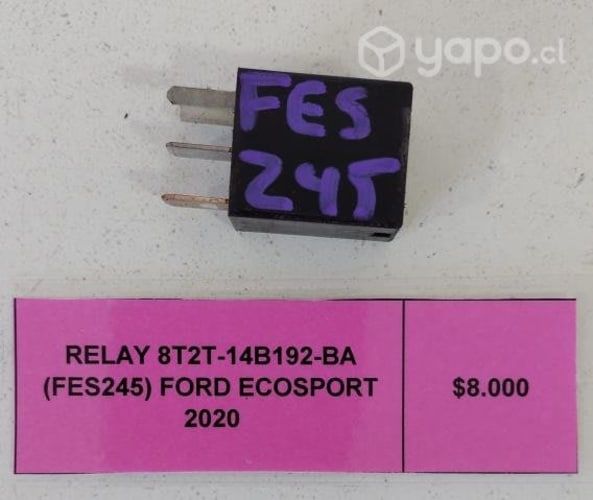 yapo.cl
FES
245
RELAY 8T2T-14B192-BA
(FES245) FORD ECOSPORT
2020
$8.000